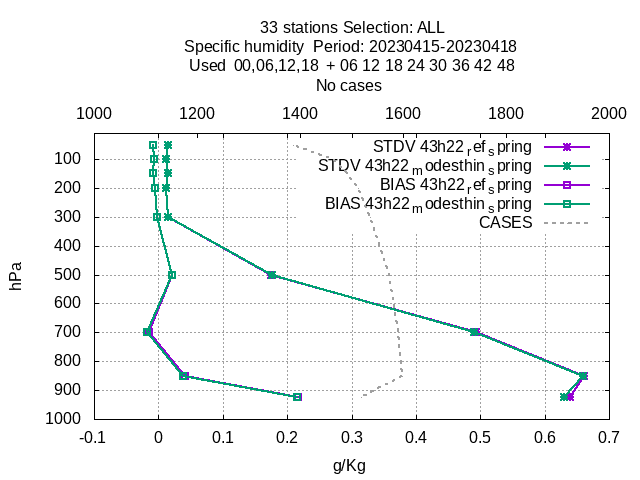 33 stations Selection: ALL
Specific humidity  Period: 20230415-20230418
Used  00,06,12,18  + 06 12 18 24 30  36 42 48
No cases
1000 1200 1400 1600 1800 2000
STDV 43h22_ref_spring
STDV 43h22_modesthin_spring
BIAS 43h22_ref_spring
BIAS 43h22_modesthin_spring
CASES
100
200
300
400
500
600
700
800
900
1000
hPa
-0.1 0 0.1 0.2 0.3 0.4 0.5 0.6 0.7
g/Kg